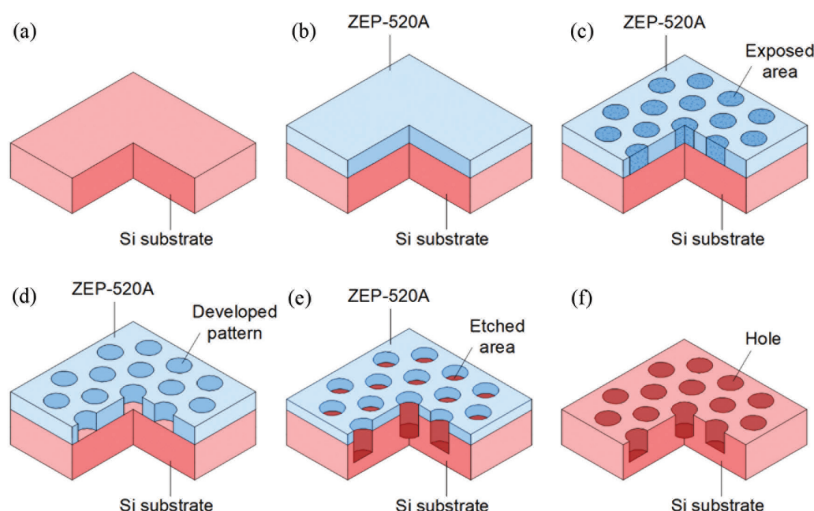 (a)
Si substrate
(b)
ZEP-520A
Si substrate
(c)
ZEP-520A
Exposed
area
Si substrate
(d)
ZEP-520A
Developed
pattern
Si substrate
(e)
ZEP-520A
Etched
area
Si substrate
(f)
Hole
Si substrate